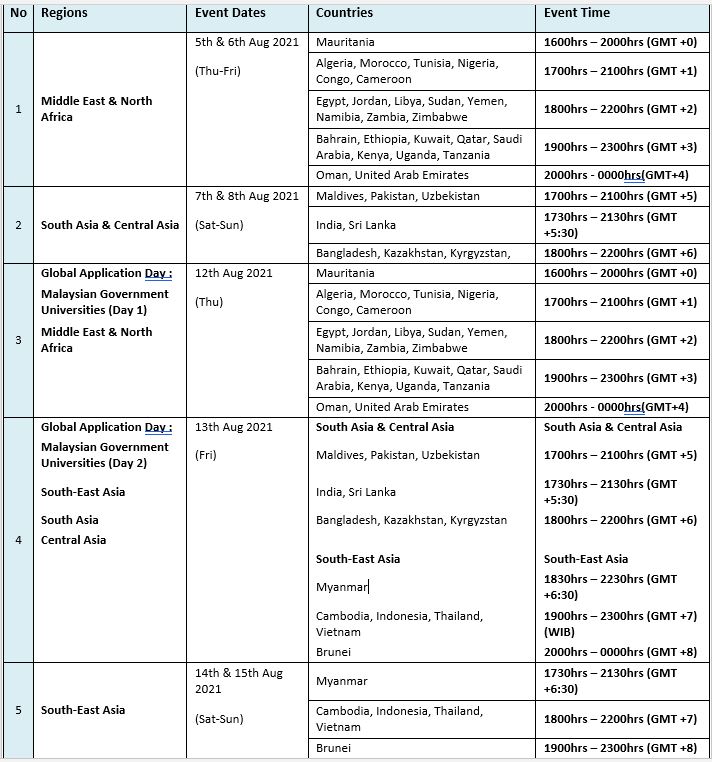 No Regions Event Dates Countries Event Time
1
Middle East & North
Africa
5th & 6th Aug 2021
(Thu-Fri)
Mauritania
1600hrs – 2000hrs (GMT +0)
Algeria, Morocco, Tunisia, Nigeria,
Congo, Cameroon
1700hrs – 2100hrs (GMT +1)
Egypt, Jordan, Libya, Sudan, Yemen,
Namibia, Zambia, Zimbabwe
1800hrs – 2200hrs (GMT +2)
Bahrain, Ethiopia, Kuwait, Qatar, Saudi
Arabia, Kenya, Uganda, Tanzania
1900hrs – 2300hrs (GMT +3)
Oman, United Arab Emirates
2000hrs - 0000hrs(GMT+4)
2
South Asia & Central Asia
7th & 8th Aug 2021
(Sat-Sun)
Maldives, Pakistan, Uzbekistan
1700hrs – 2100hrs (GMT +5)
India, Sri Lanka
1730hrs – 2130hrs (GMT
+5:30)
Bangladesh, Kazakhstan, Kyrgyzstan,
1800hrs – 2200hrs (GMT +6)
3
Global Application Day :
Malaysian Government
Universities (Day 1)
Middle East & North
Africa
12th Aug 2021
(Thu)
Mauritania
1600hrs – 2000hrs (GMT +0)
Algeria, Morocco, Tunisia, Nigeria,
Congo, Cameroon
1700hrs – 2100hrs (GMT +1)
Egypt, Jordan, Libya, Sudan, Yemen,
Namibia, Zambia, Zimbabwe
1800hrs – 2200hrs (GMT +2)
Bahrain, Ethiopia, Kuwait, Qatar, Saudi
Arabia, Kenya, Uganda, Tanzania
1900hrs – 2300hrs (GMT +3)
Oman, United Arab Emirates
2000hrs - 0000hrs(GMT+4)
4
Global Application Day :
Malaysian Government
Universities (Day 2)
South-East Asia
South Asia
Central Asia
13th Aug 2021
(Fri)
South Asia & Central Asia
South Asia & Central Asia
Maldives, Pakistan, Uzbekistan
1700hrs – 2100hrs (GMT +5)
India, Sri Lanka
1730hrs – 2130hrs (GMT
+5:30)
Bangladesh, Kazakhstan, Kyrgyzstan
1800hrs – 2200hrs (GMT +6)
South-East Asia
South-East Asia
Myanmar
1830hrs – 2230hrs (GMT
+6:30)
Cambodia, Indonesia, Thailand,
Vietnam
1900hrs – 2300hrs (GMT +7)
(WIB)
Brunei
2000hrs – 0000hrs (GMT +8)
5
South-East Asia
14th & 15th Aug
2021
(Sat-Sun)
Myanmar
1730hrs – 2130hrs (GMT
+6:30)
Cambodia, Indonesia, Thailand,
Vietnam
1800hrs – 2200hrs (GMT +7)
Brunei
1900hrs – 2300hrs (GMT +8)